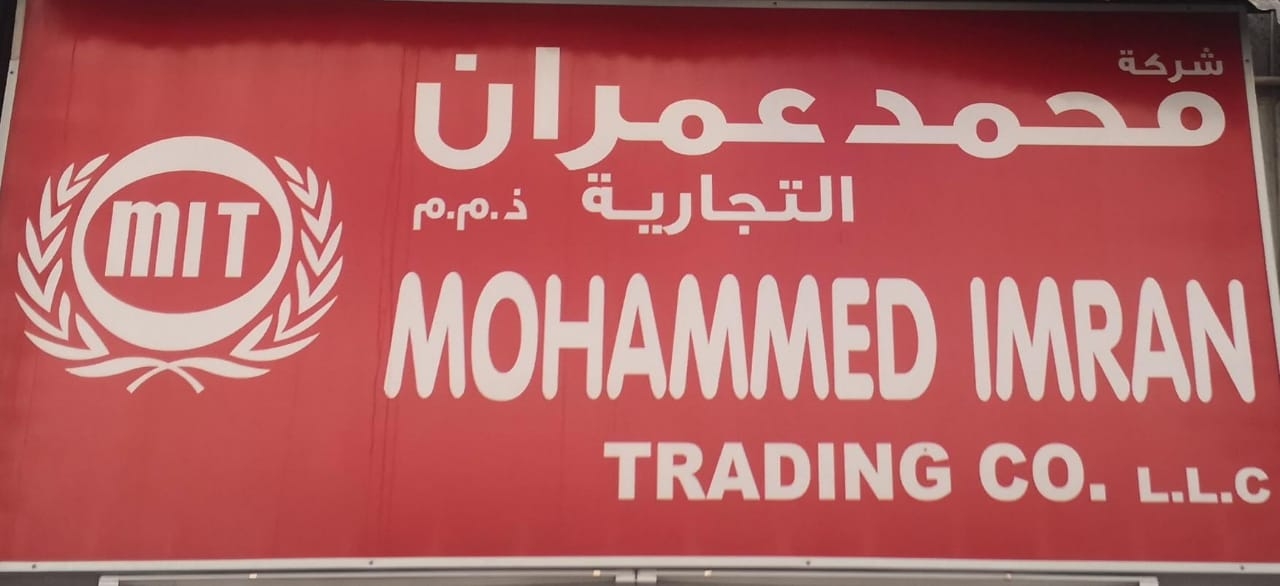 شركة
محمد عمران
التجارية ذ.م.م
MIT
MOHAMMED IMRAN
TRADING CO. L.L.C